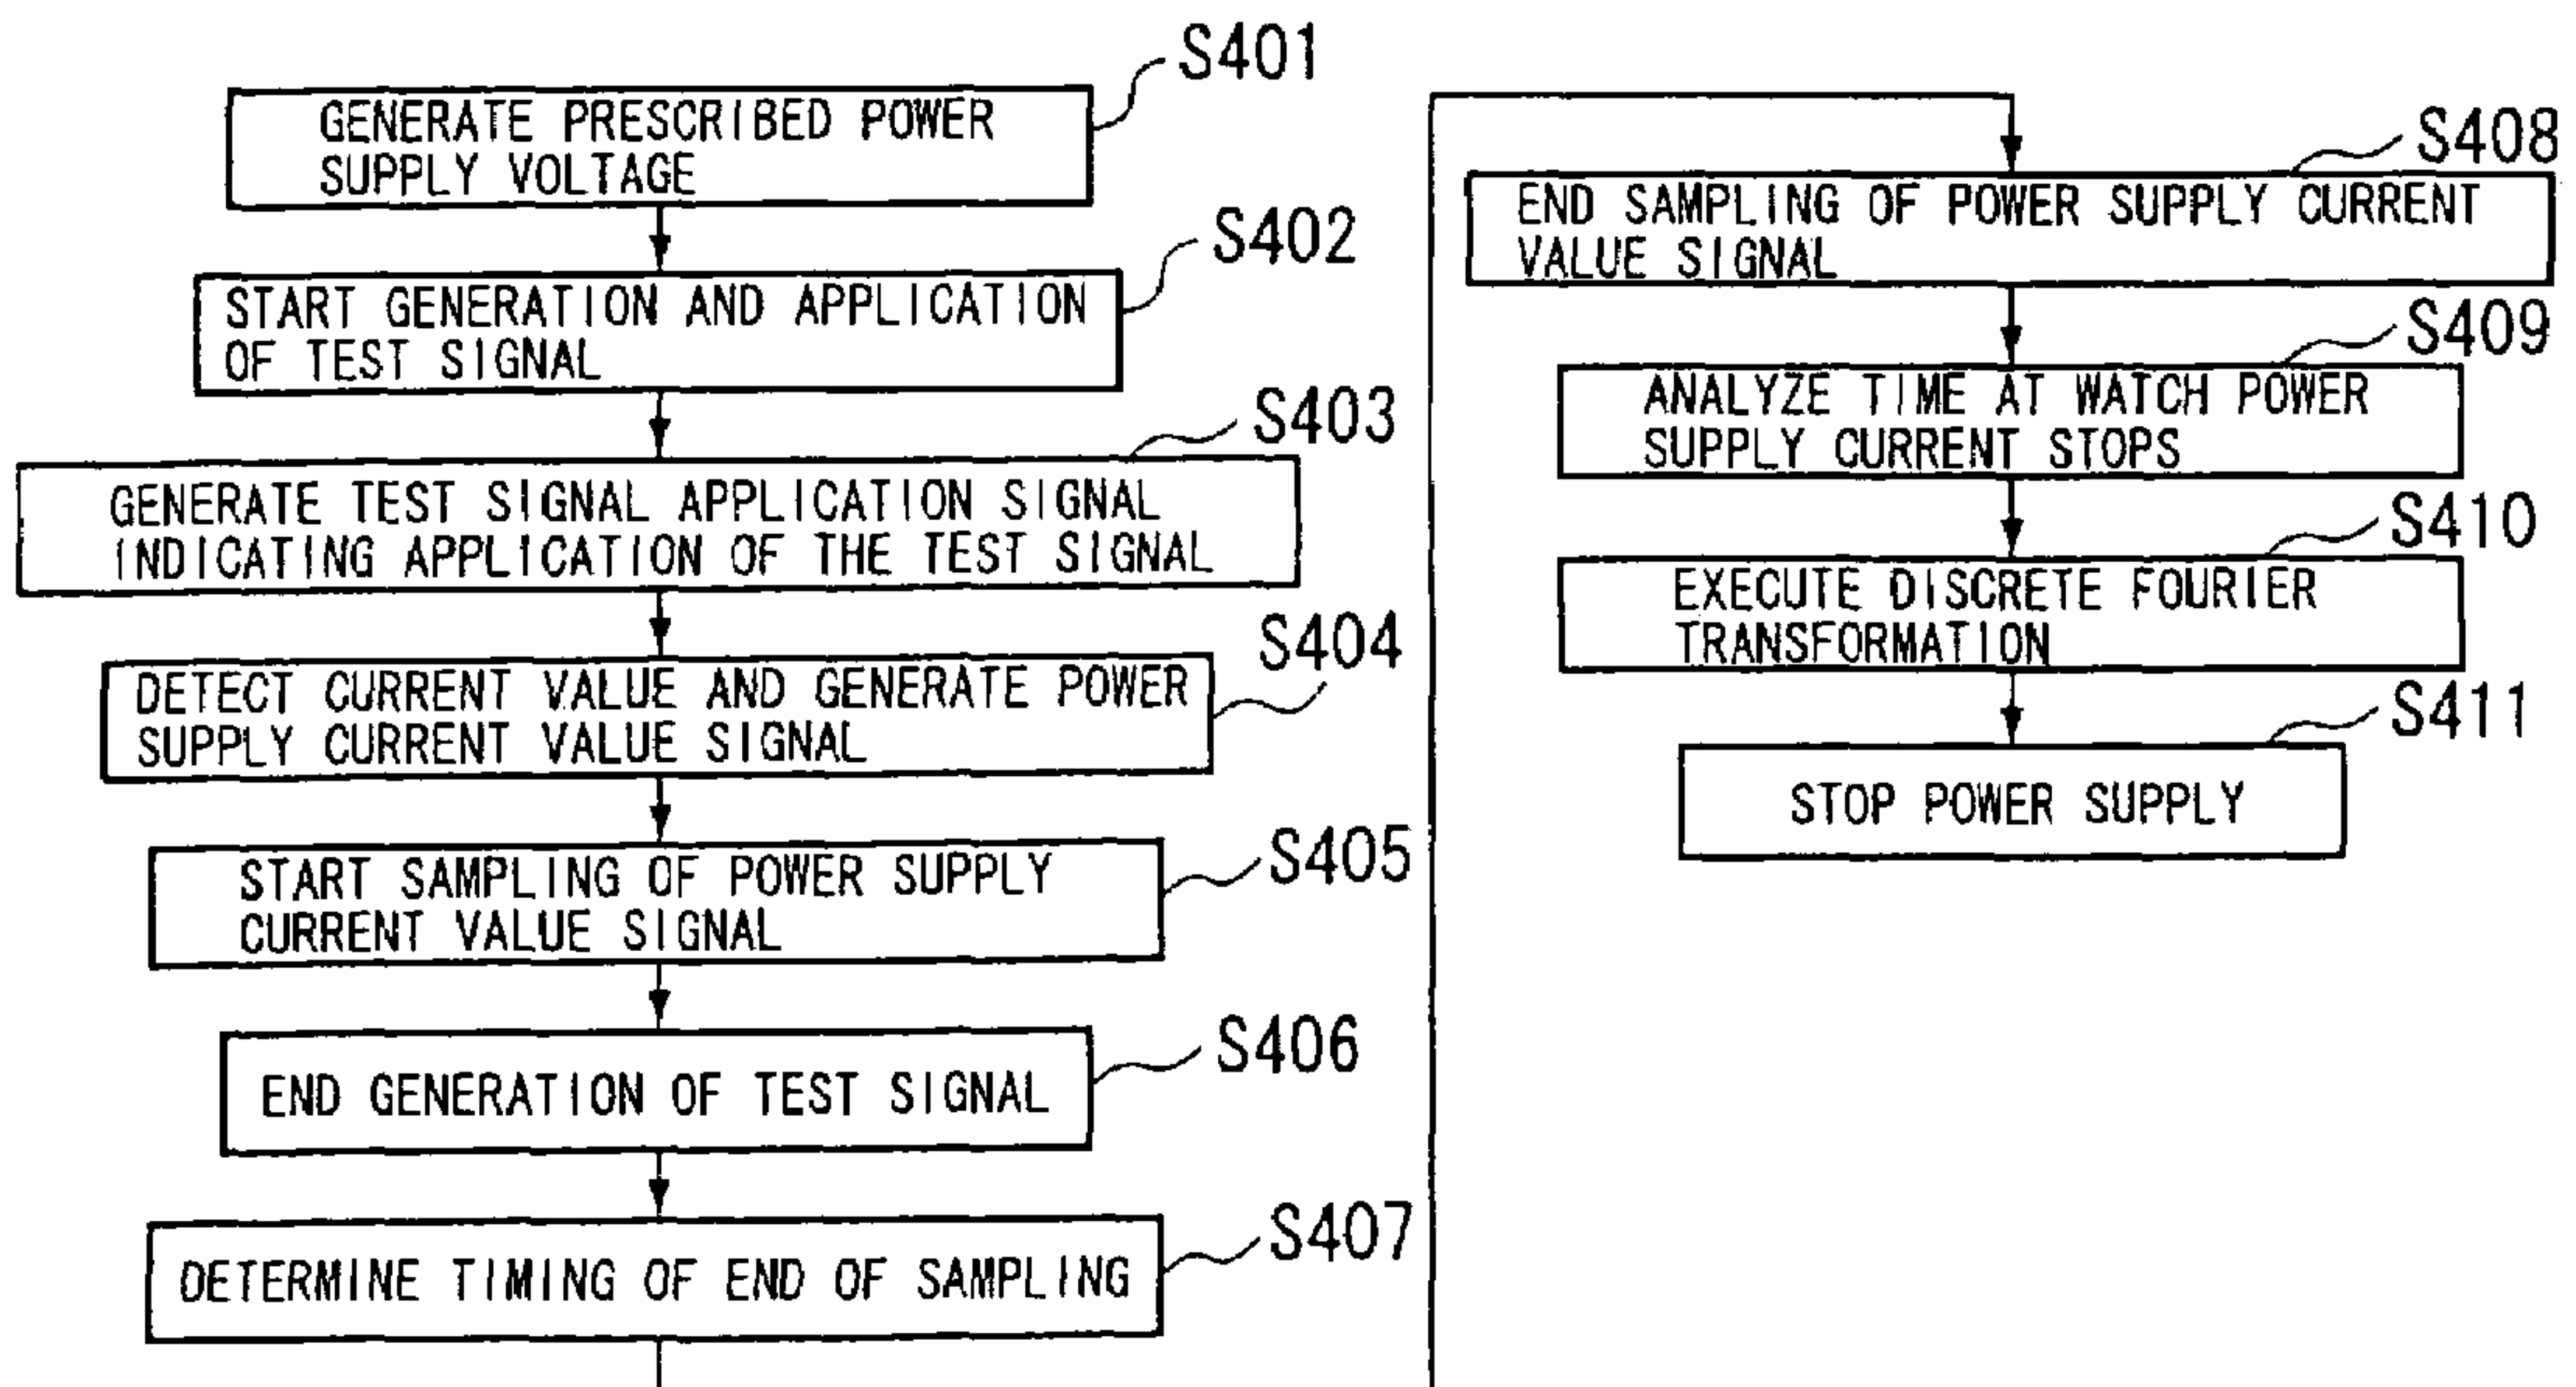 S401
GENERATE PRESCRIBED POWER
SUPPLY VOLTAGE
S402
START GENERATION AND APPLICATION
OF TEST SIGNAL
S403
GENERATE TEST SIGNAL APPLICATION SIGNAL
INDICATING APPLICATION OF THE TEST SIGNAL
S404
DETECT CURRENT VALUE AND GENERATE POWER
SUPPLY CURRENT VALUE SIGNAL
S405
START SAMPLING OF POWER SUPPLY
CURRENT VALUE SIGNAL
S406
END GENERATION OF TEST SIGNAL
S407
DETERMINE TIMING OF END OF SAMPLING
S408
END SAMPLING OF POWER SUPPLY CURRENT
VALUE SIGNAL
S409
ANALYZE TIME AT WATCH POWER
SUPPLY CURRENT STOPS
S410
EXECUTE DISCRETE FOURIER
TRANSFORMATION
S411
STOP POWER SUPPLY